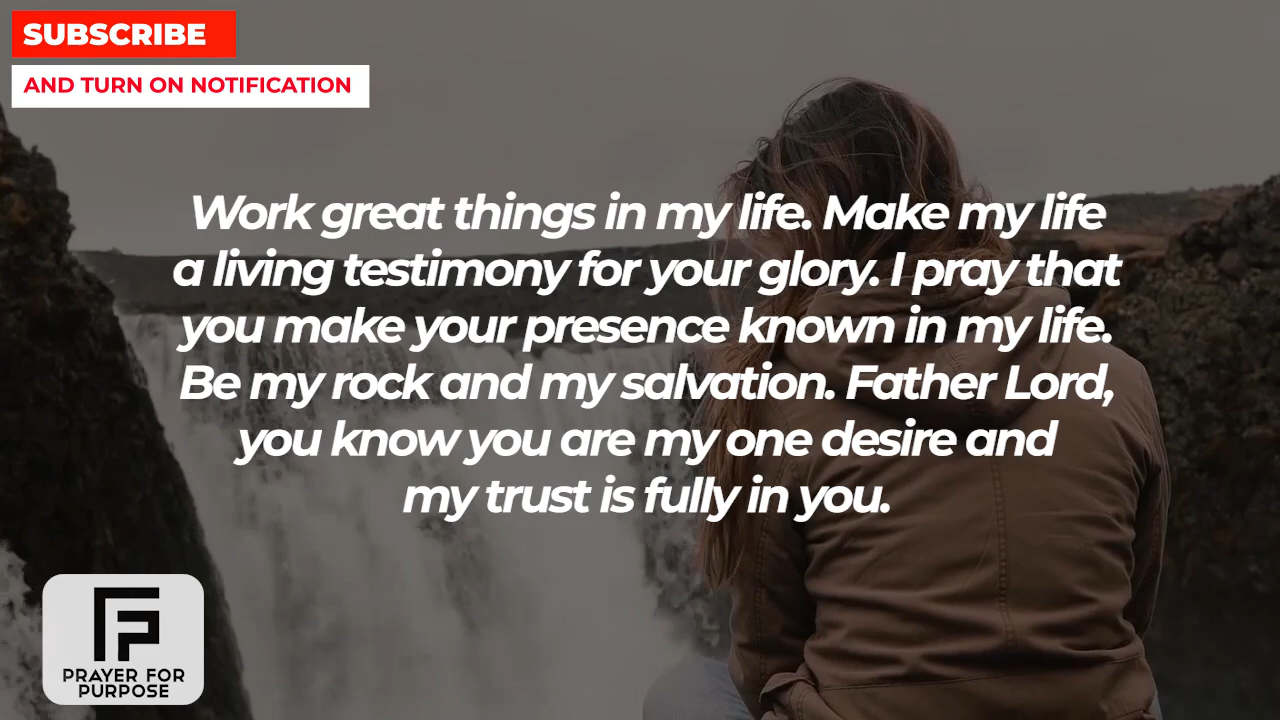 SUBSCRIBE
AND TURN ON NOTIFICATION
Work great things in my life. Make my life
a living testimony for your glory. I pray that
you make your presence known in my life.
Be my rock and my salvation. Father Lord,
you know you are my one desire and
my trust is fully in you.
PRAYER FOR
PURPOSE